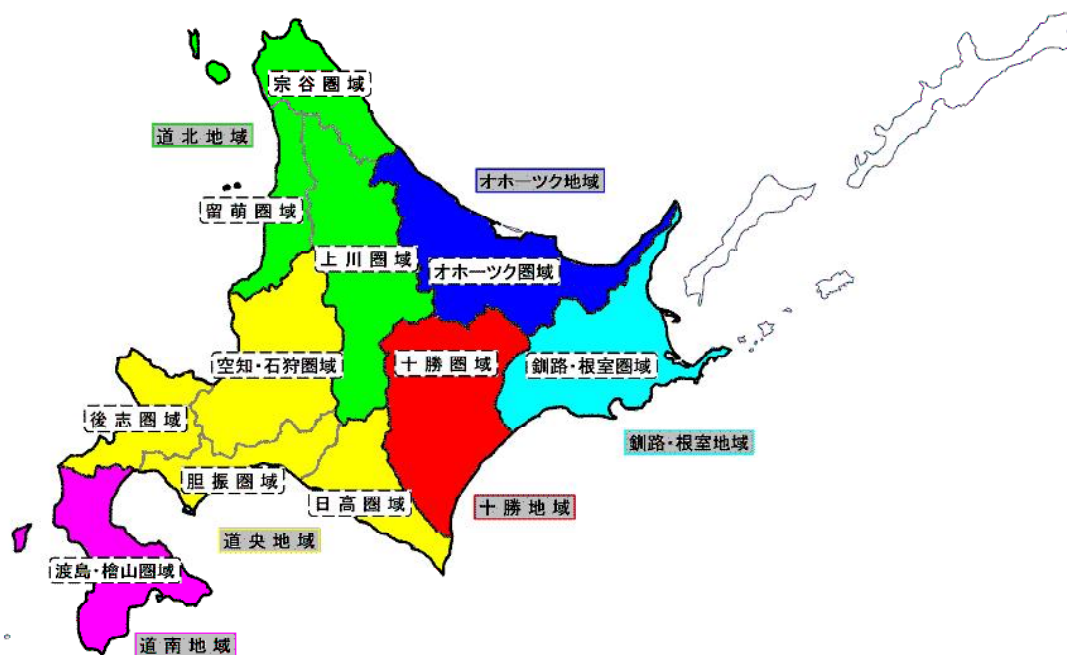 宗谷圏域
道北地域
オホーツク地域
留萌圏域
上川圏域
オホーツク圏域
空知・石狩圏域
十勝圏域
釧路・根室圏域
後志圏域
釧路・根室地域
胆振圏域
日高圏域
十勝地域
道央地域
渡島・檜山圏域
道南地域